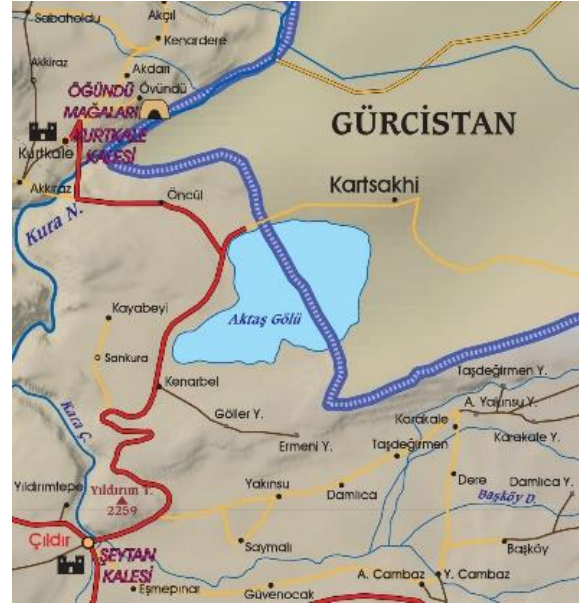 Sabaholdu
Akçıl
Kenardere
Akkiraz
Akdarı
Övündü
ÖĞÜNDÜ
MAĞALARI
KURTKALE
KALESİ
Kurtkale
Akkiraz
Öncül
Kura N.
GÜRCİSTAN
Kartsakhi
Aktaş Gölü
Kayabeyi
Sankura
Kenarbel
Göller Y.
Ermeni Y.
Kara Ç.
Taşdeğirmen Y.
A. Yakınsu Y.
Karakale
Karakale Y.
Taşdeğirmen
Yakınsu
Damlıca
Dere
Damlıca Y.
Başköy D.
Yıldırımtepe
Yıldırım T.
2259
Çıldır
ŞEYTAN
KALESİ
Saymalı
Başköy
Eşmepınar
Güvenocak
A. Cambaz
Y. Cambaz